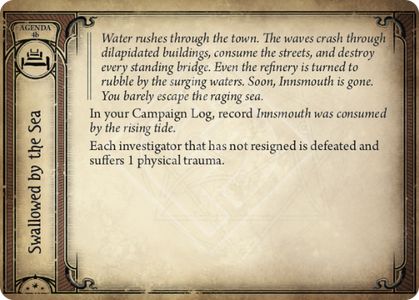 AGENDA
4b
Swallowed by the Sea
Water rushes through the town. The waves crash through
dilapidated buildings, consume the streets, and destroy
every standing bridge. Even the refinery is turned to
rubble by the surging waters. Soon, Innsmouth is gone.
You barely escape the raging sea.
In your Campaign Log, record Innsmouth was consumed
by the rising tide.
Each investigator that has not resigned is defeated and
suffers 1 physical trauma.